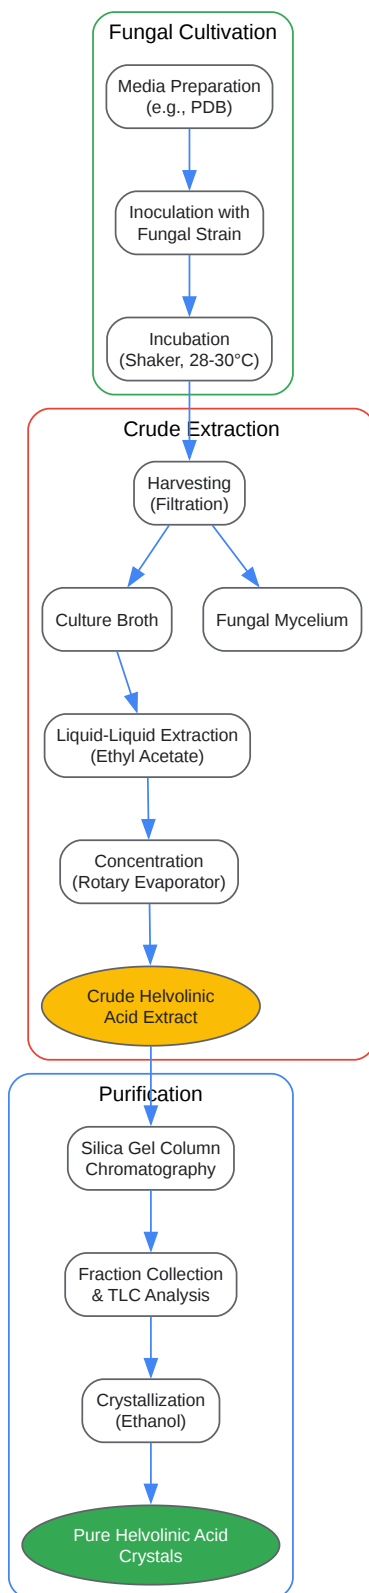 Fungal Cultivation
Media Preparation
(e.g., PDB)
Inoculation with
Fungal Strain
Incubation
(Shaker, 28-30°C)
Crude Extraction
Harvesting
(Filtration)
Culture Broth
Fungal Mycelium
Liquid-Liquid Extraction
(Ethyl Acetate)
Concentration
(Rotary Evaporator)
Crude Helvolinic
Acid Extract
Purification
Silica Gel Column
Chromatography
Fraction Collection
& TLC Analysis
Crystallization
(Ethanol)
Pure Helvolinic Acid
Crystals